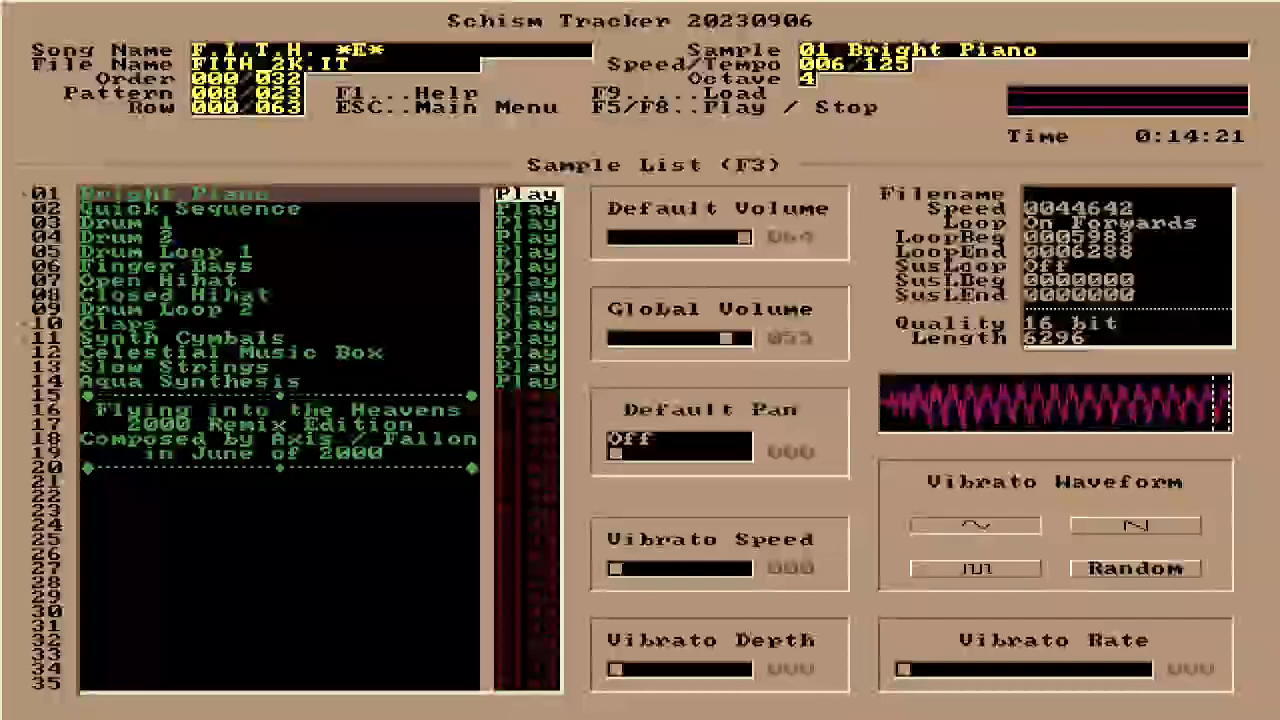 Schism Tracker 20230906
Song Name F.I.T.H. *E* Sample 01 Bright Piano
File Name FITH_2K.IT Speed/Tempo 006/125
Order 000/032 Octave 4
Pattern 008/023 F1...Help F9.....Load
Row 000/063 ESC..Main Menu F5/F8..Play / Stop
Time 0:14:21
Sample List (F3)
01 Bright Piano Play
02 Quick Sequence Play
03 Drum 1 Play
04 Drum 2 Play
05 Drum Loop 1 Play
06 Finger Bass Play
07 Open Hihat Play
08 Closed Hihat Play
09 Drum Loop 2 Play
10 Claps Play
11 Synth Cymbals Play
12 Celestial Music Box Play
13 Slow Strings Play
14 Aqua Synthesis Play
15
16 Flying into the Heavens
17 2000 Remix Edition
18 Composed by Axis / Fallon
19 in June of 2000
20
21
22
23
24
25
26
27
28
29
30
31
32
33
34
35
Default Volume
064
Global Volume
055
Default Pan
Off
000
Vibrato Speed
000
Vibrato Depth
000
Filename
Speed 0044642
Loop On Forwards
LoopBeg 0005983
LoopEnd 0006288
SusLoop Off
SusLBeg 0000000
SusLEnd 0000000
Quality 16 bit
Length 6296
Vibrato Waveform
Random
Vibrato Rate
000